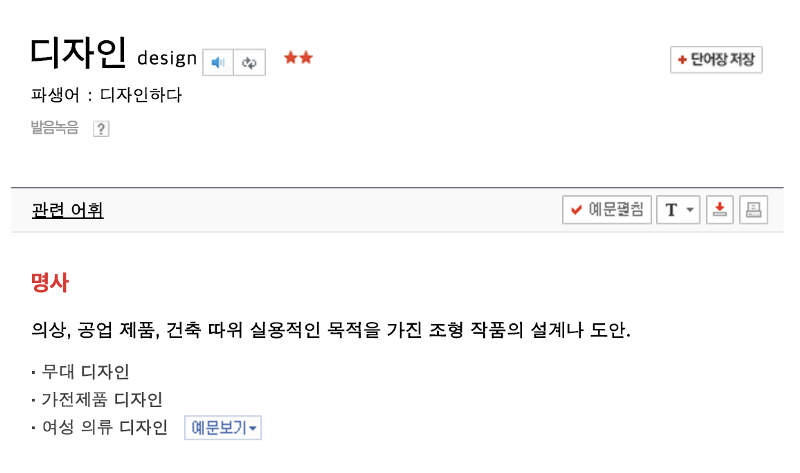 디자인 design ★★ + 단어장 저장
파생어 : 디자인하다
발음녹음 ?
관련 어휘 예문펼침 T
명사
의상, 공업 제품, 건축 따위 실용적인 목적을 가진 조형 작품의 설계나 도안.
· 무대 디자인
· 가전제품 디자인
· 여성 의류 디자인 예문보기